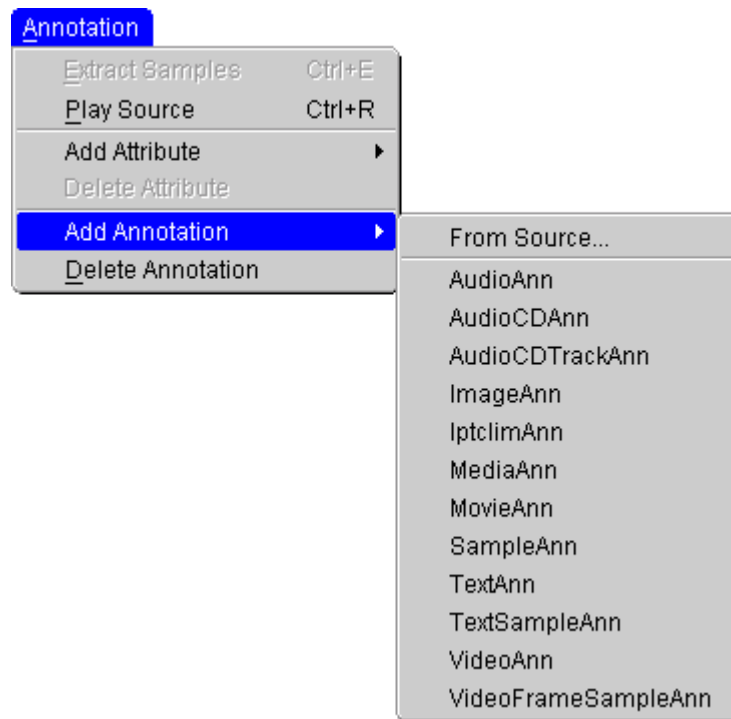 Annotation
Extract Samples Ctrl+E
Play Source Ctrl+R
Add Attribute
Delete Attribute
Add Annotation
Delete Annotation
From Source...
AudioAnn
AudioCDAnn
AudioCDTrackAnn
ImageAnn
IptclimAnn
MediaAnn
MovieAnn
SampleAnn
TextAnn
TextSampleAnn
VideoAnn
VideoFrameSampleAnn